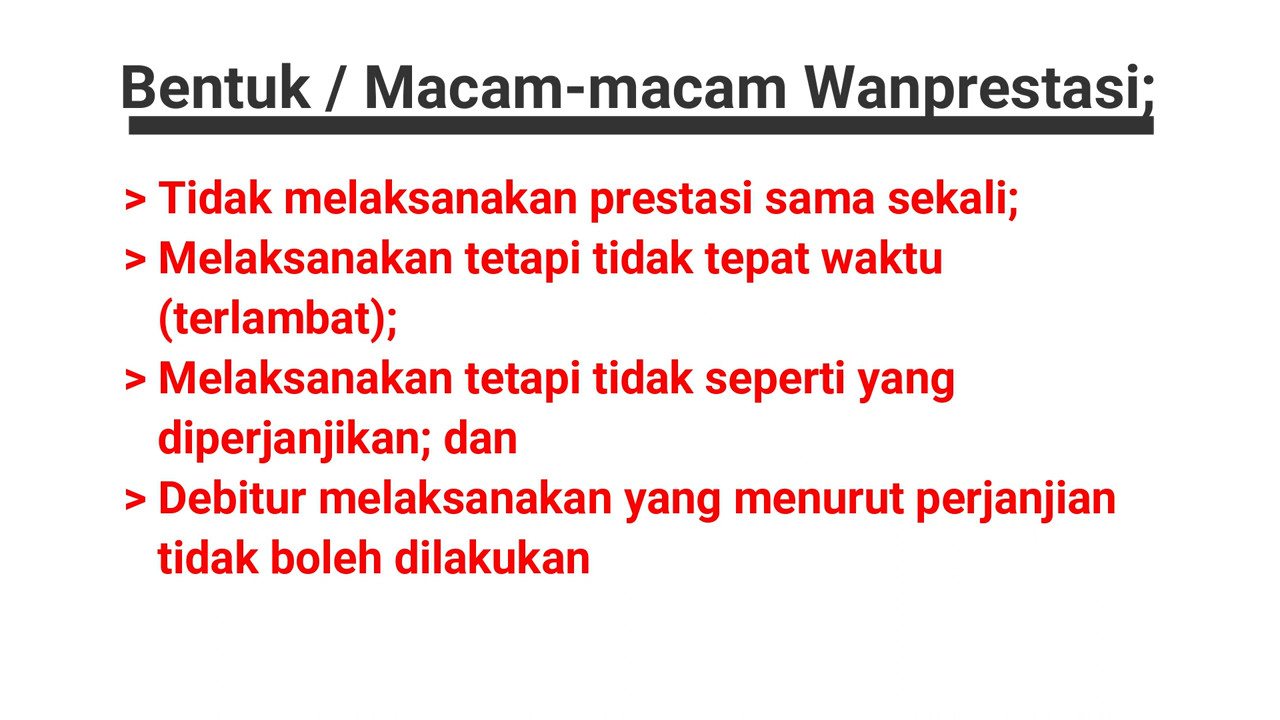 Bentuk / Macam-macam Wanprestasi;
> Tidak melaksanakan prestasi sama sekali;
> Melaksanakan tetapi tidak tepat waktu
(terlambat);
> Melaksanakan tetapi tidak seperti yang
diperjanjikan; dan
> Debitur melaksanakan yang menurut perjanjian
tidak boleh dilakukan